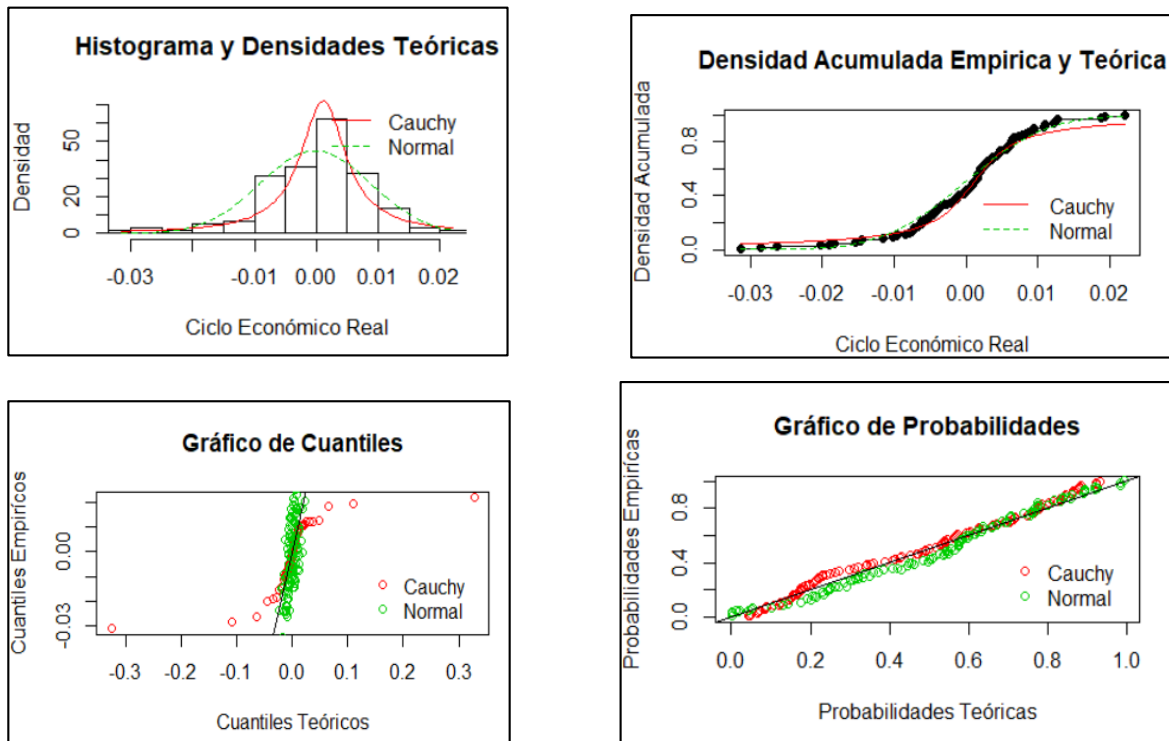 Histograma y Densidades Teóricas
Densidad
50
20
0
Cauchy
Normal
-0.03
-0.01
0.00
0.01
0.02
Ciclo Económico Real
Densidad Acumulada Empirica y Teórica
Densidad Acumulada
0.8
0.4
0.0
Cauchy
Normal
-0.03
-0.02
-0.01
0.00
0.01
0.02
Ciclo Económico Real
Gráfico de Cuantiles
Cuantiles Empirícos
0.00
-0.03
Cauchy
Normal
-0.3
-0.2
-0.1
0.0
0.1
0.2
0.3
Cuantiles Teóricos
Gráfico de Probabilidades
Probabilidades Empirícas
0.8
0.4
0.0
Cauchy
Normal
0.0
0.2
0.4
0.6
0.8
1.0
Probabilidades Teóricas